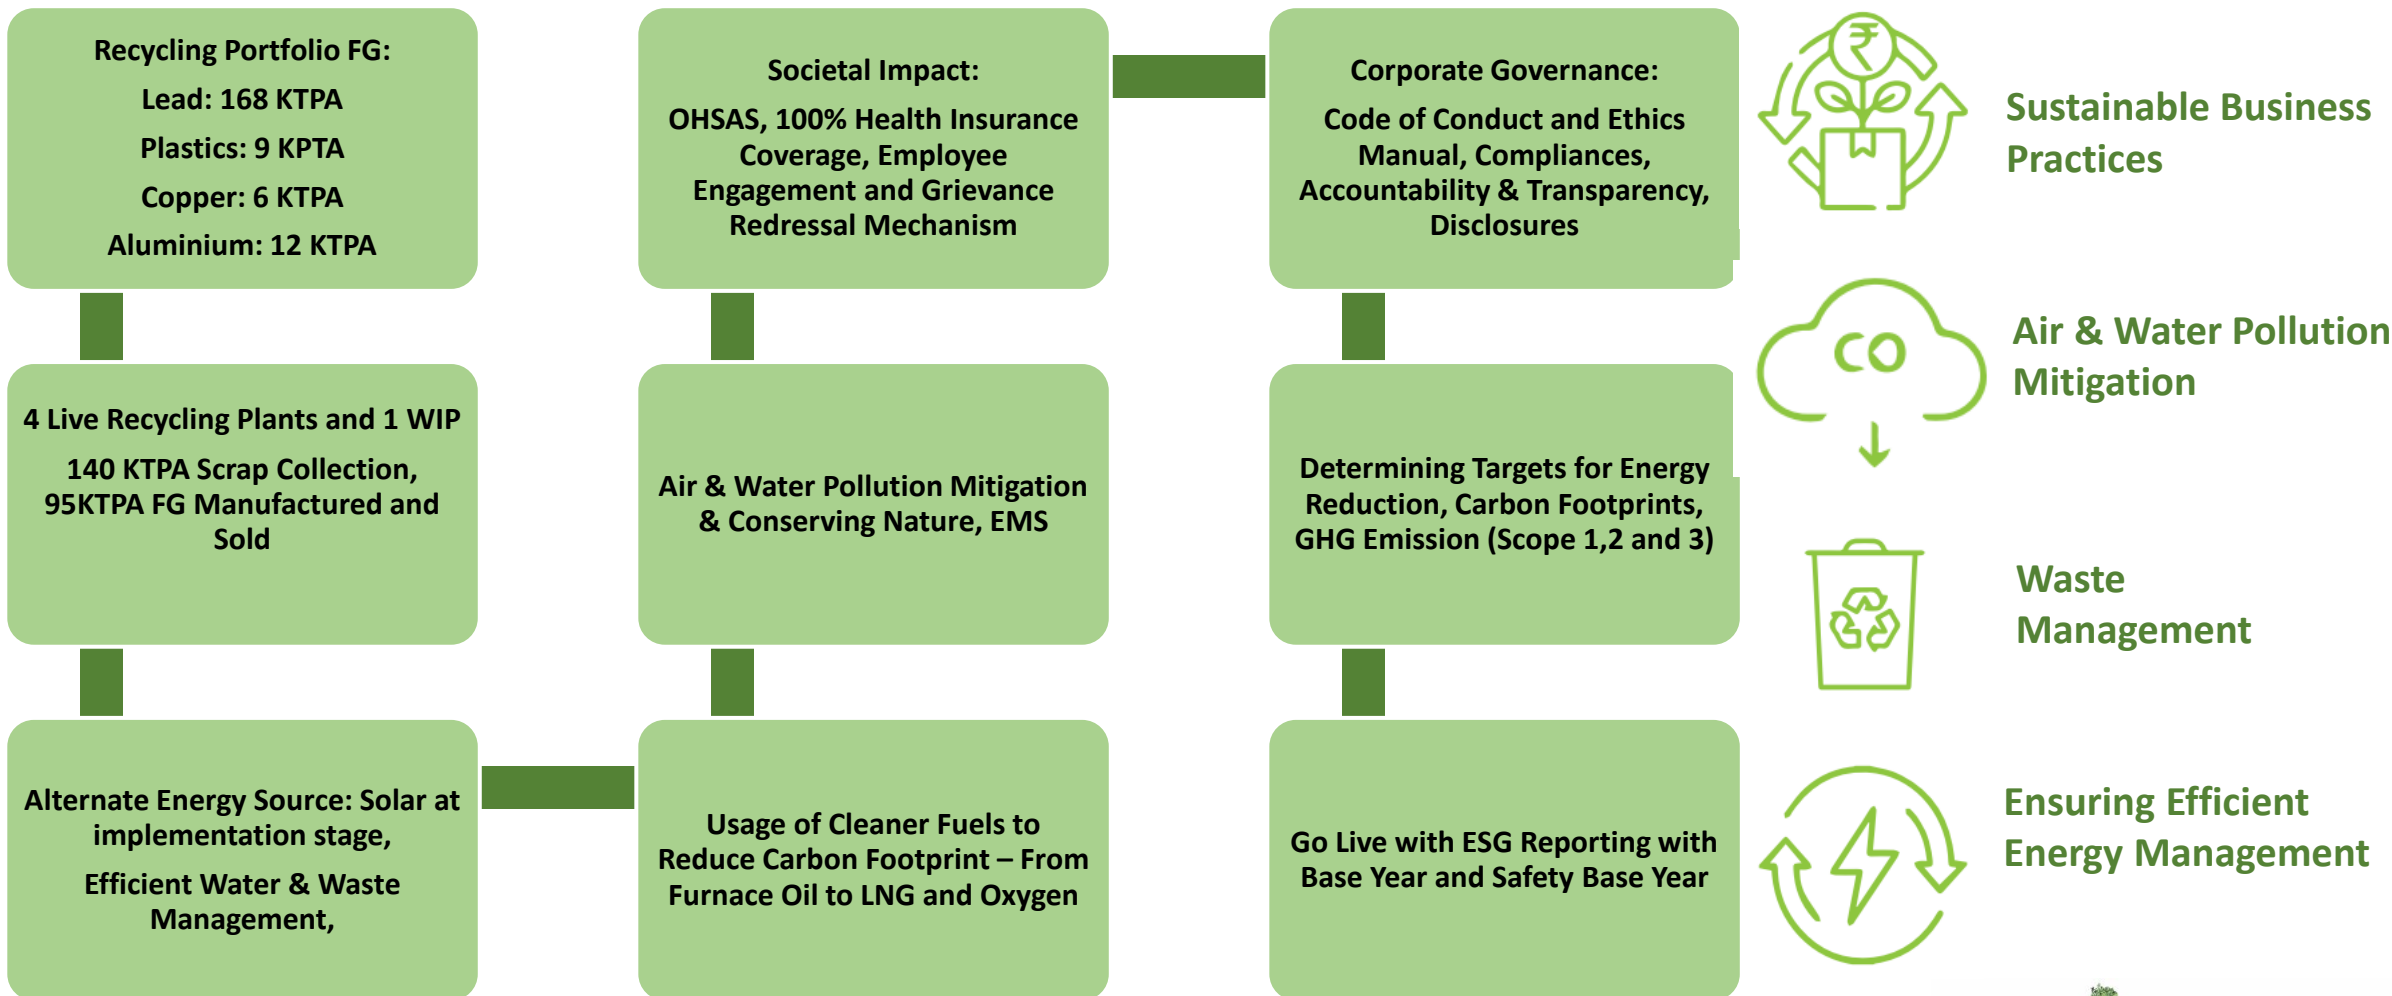 Recycling Portfolio FG:
Lead: 168 KTPA
Plastics: 9 KPTA
Copper: 6 KTPA
Aluminium: 12 KTPA
4 Live Recycling Plants and 1 WIP
140 KTPA Scrap Collection,
95KTPA FG Manufactured and
Sold
Alternate Energy Source: Solar at
implementation stage,
Efficient Water & Waste
Management,
Usage of Cleaner Fuels to
Reduce Carbon Footprint – From
Furnace Oil to LNG and Oxygen
Air & Water Pollution Mitigation
& Conserving Nature, EMS
Societal Impact:
OHSAS, 100% Health Insurance
Coverage, Employee
Engagement and Grievance
Redressal Mechanism
Corporate Governance:
Code of Conduct and Ethics
Manual, Compliances,
Accountability & Transparency,
Disclosures
Determining Targets for Energy
Reduction, Carbon Footprints,
GHG Emission (Scope 1,2 and 3)
Go Live with ESG Reporting with
Base Year and Safety Base Year
₹
Sustainable Business
Practices
CO
Air & Water Pollution
Mitigation
Waste
Management
Ensuring Efficient
Energy Management